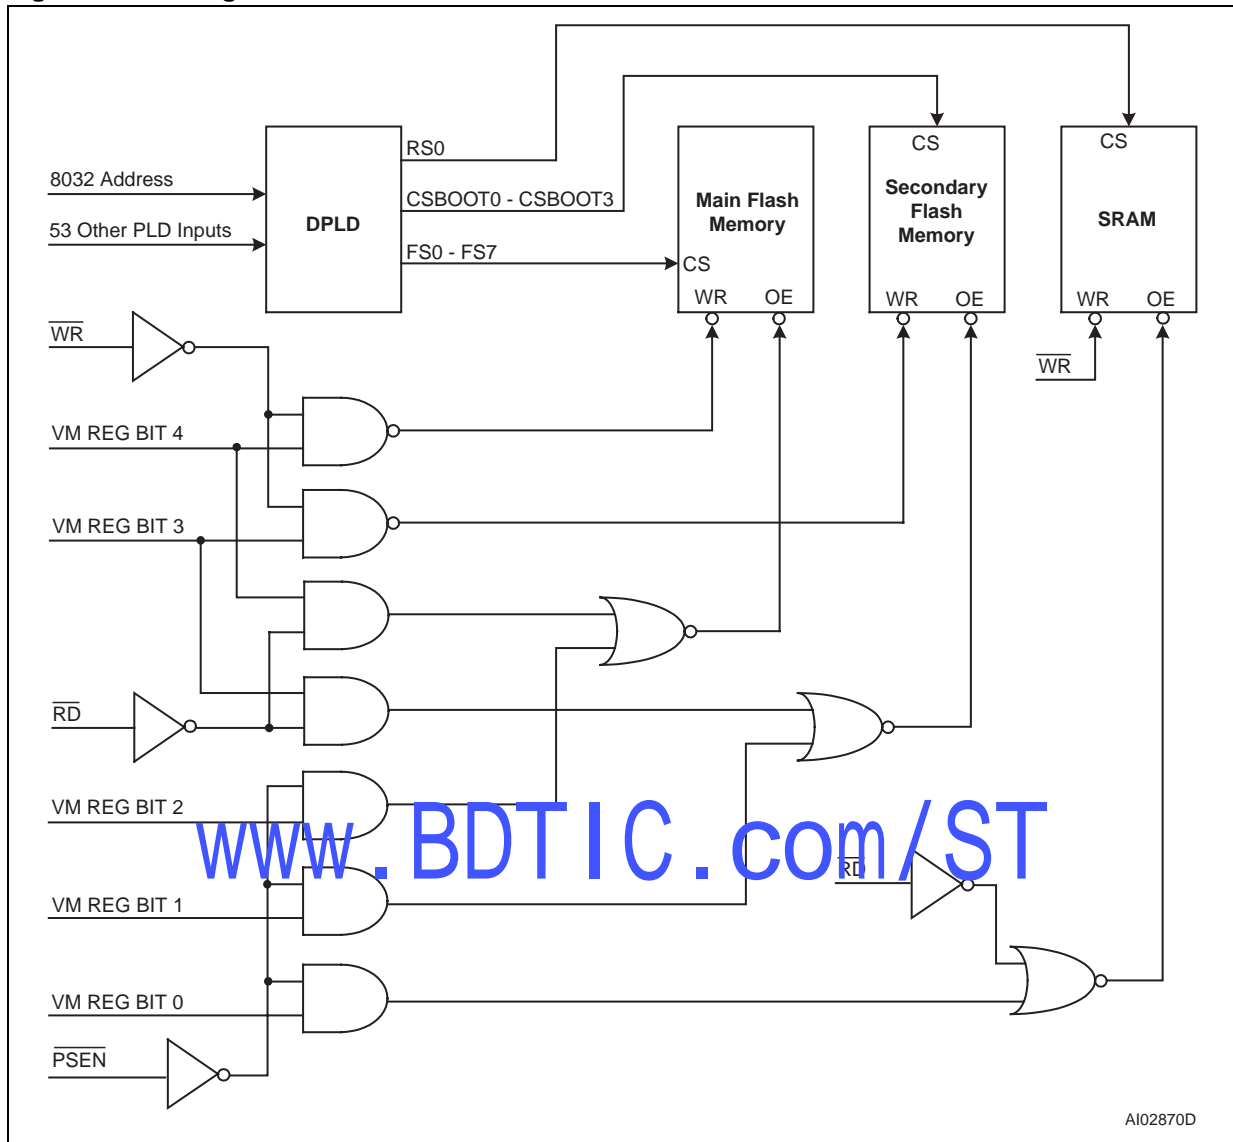 RS0
8032 Address
CSBOOT0 - CSBOOT3
53 Other PLD Inputs
DPLD
FS0 - FS7
Main Flash
Memory
CS
WR OE
CS
Secondary
Flash
Memory
WR OE
CS
SRAM
WR OE
WR
WR
VM REG BIT 4
VM REG BIT 3
RD
VM REG BIT 2
www.BDTIC.com/ST
RD
VM REG BIT 1
VM REG BIT 0
PSEN
AI02870D